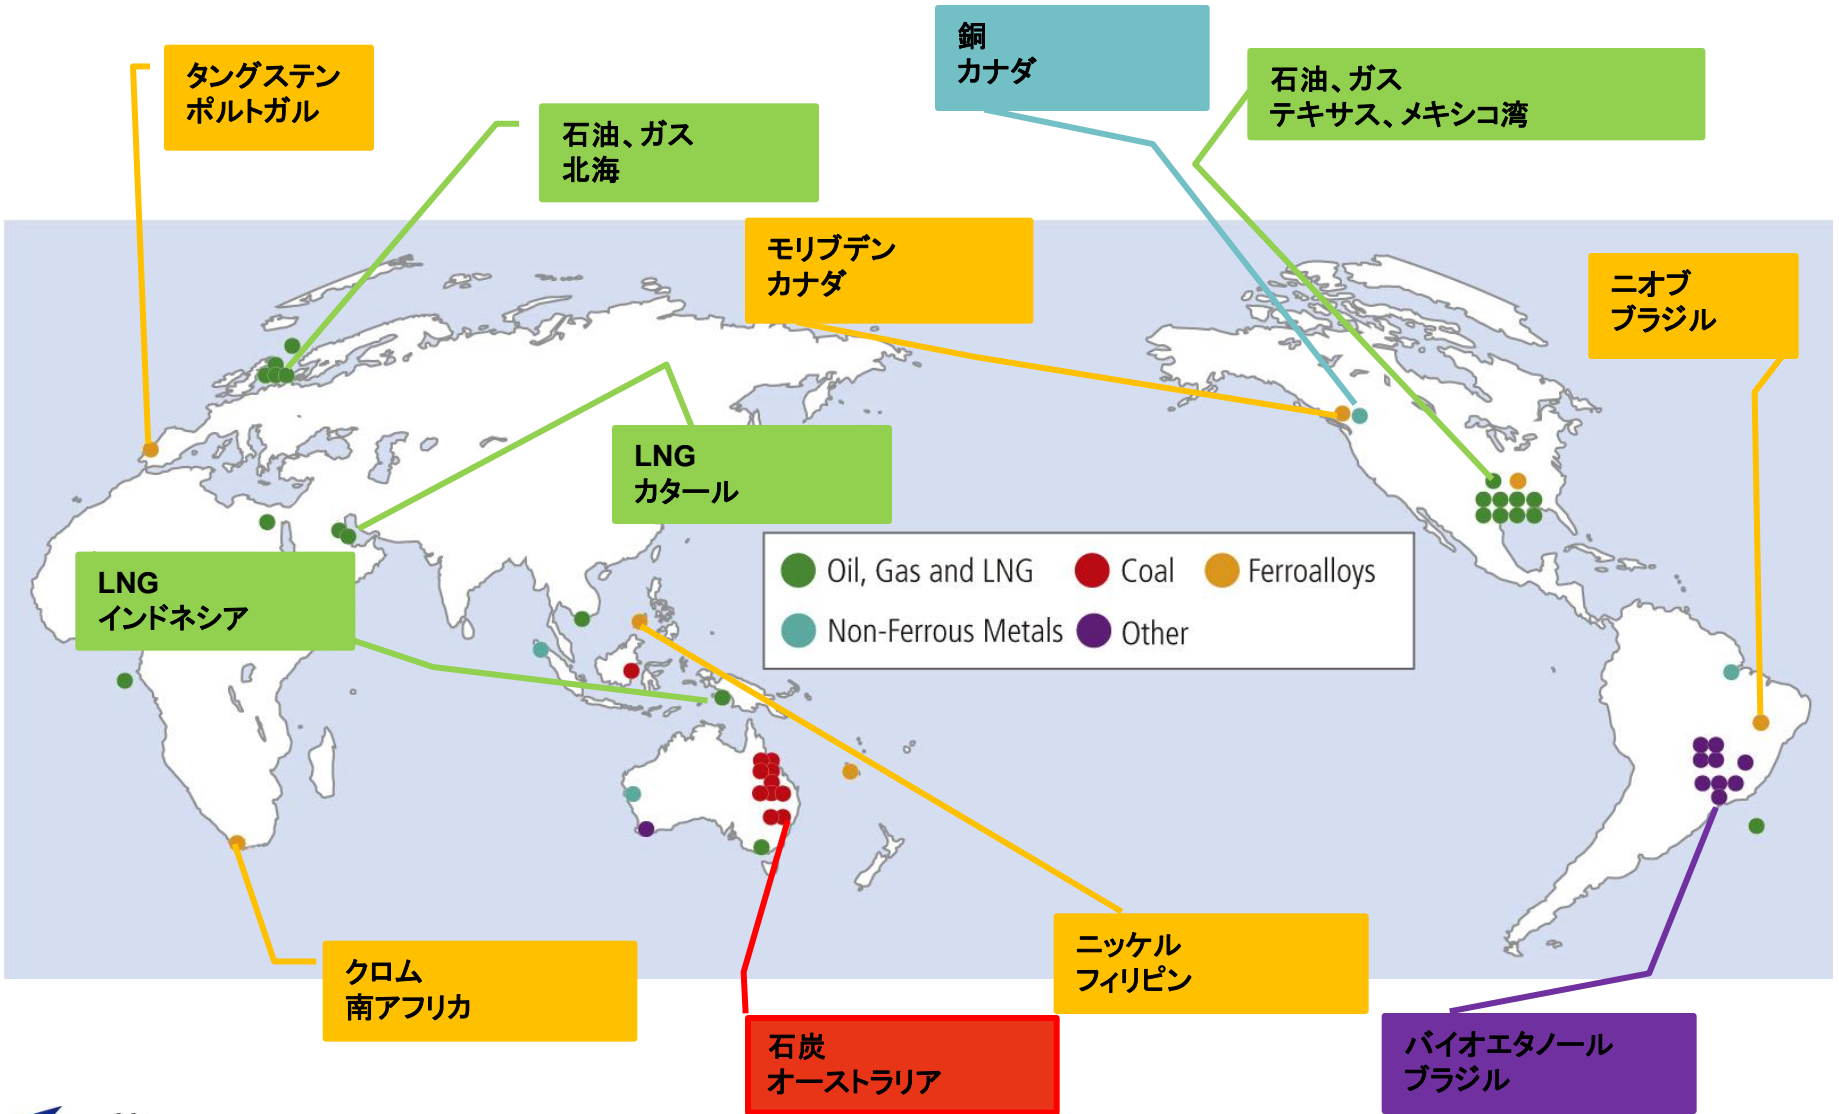 銅
カナダ
タングステン
ポルトガル
石油、ガス
テキサス、メキシコ湾
石油、ガス
北海
モリブデン
カナダ
ニオブ
ブラジル
LNG
カタール
LNG
インドネシア
Oil, Gas and LNG
Coal
Ferroalloys
Non-Ferrous Metals
Other
ニッケル
フィリピン
クロム
南アフリカ
石炭
オーストラリア
バイオエタノール
ブラジル